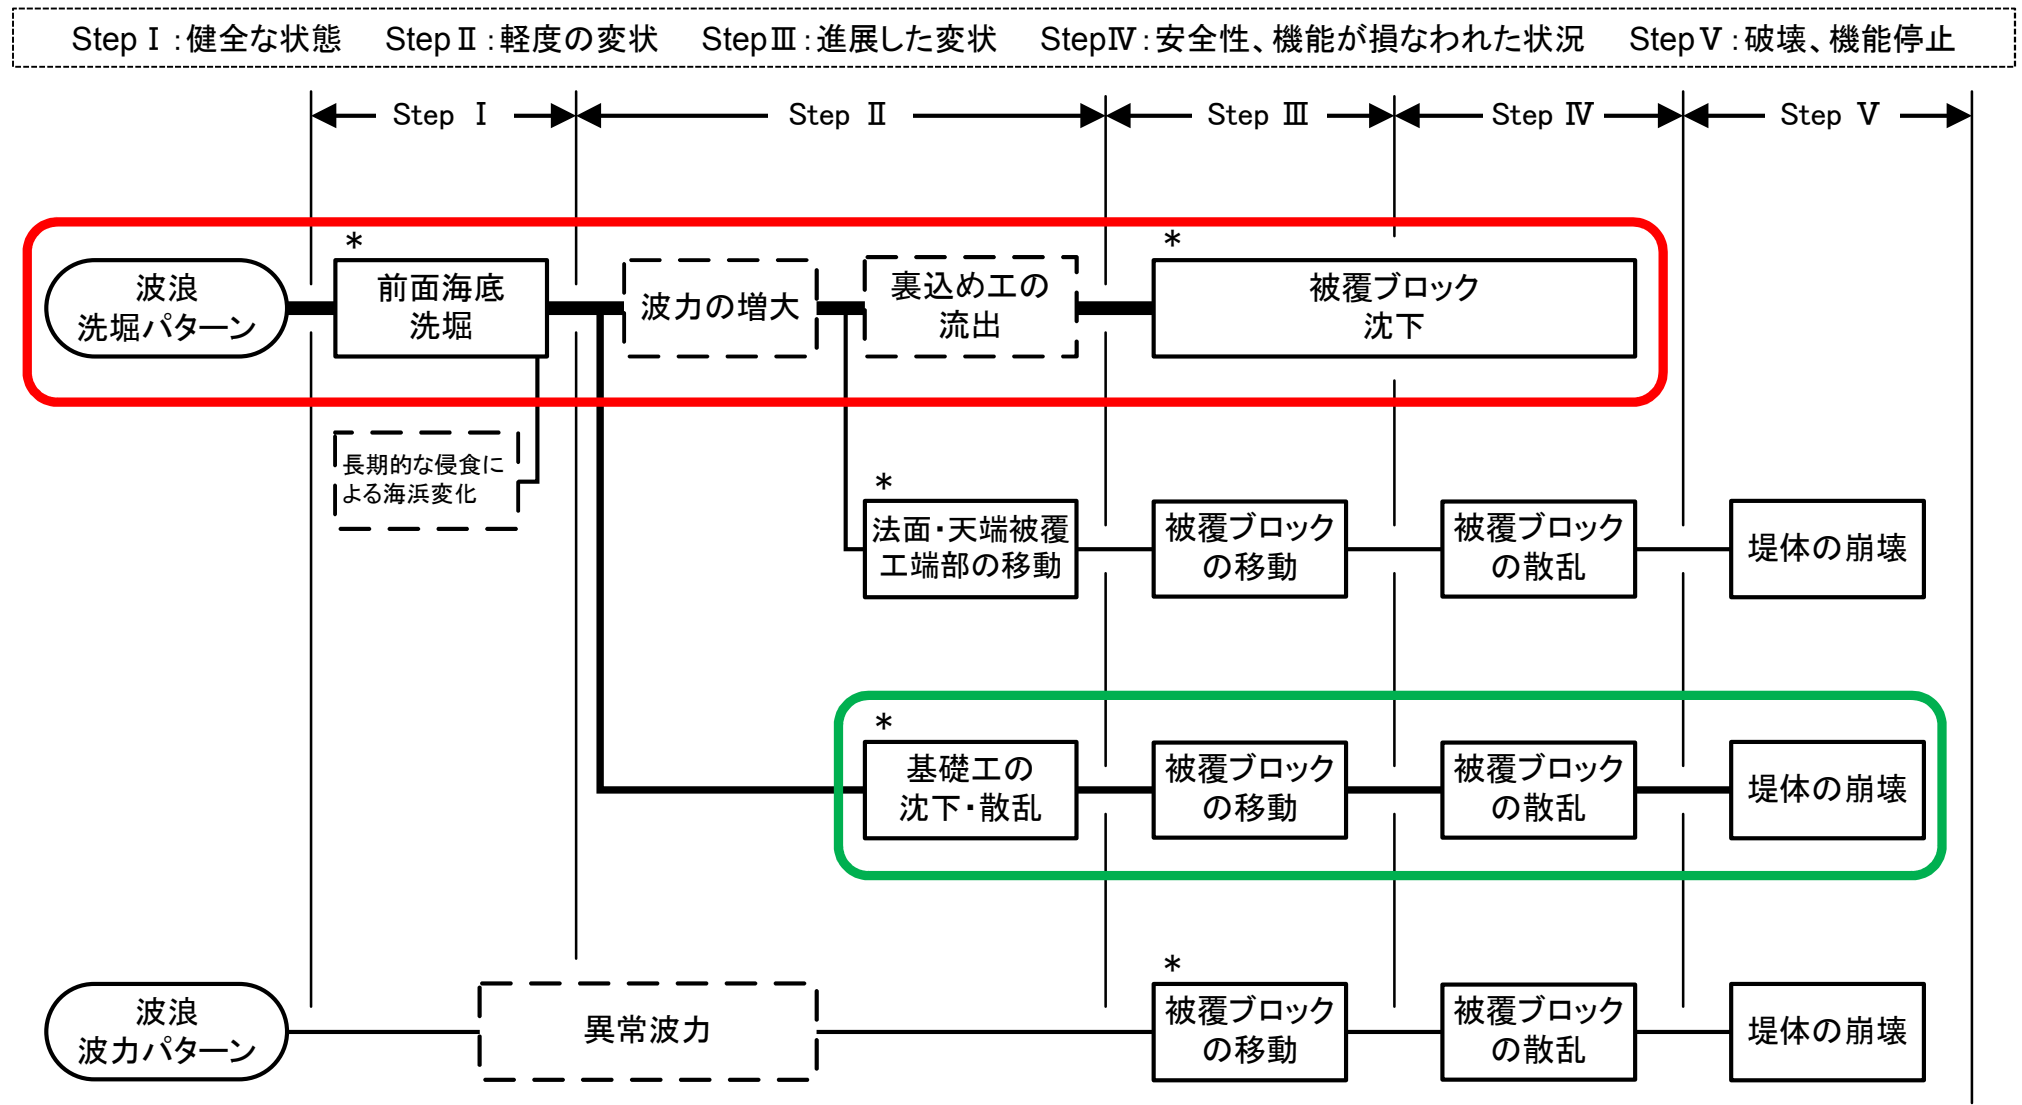 Step Ⅰ：健全な状態 Step Ⅱ：軽度の変状 StepⅢ：進展した変状 StepⅣ：安全性、機能が損なわれた状況 Step Ⅴ：破壊、機能停止
Step Ⅰ Step Ⅱ Step Ⅲ Step Ⅳ Step Ⅴ
波浪
洗堀パターン
*
前面海底
洗堀
波力の増大
裏込め工の
流出
*
被覆ブロック
沈下
長期的な侵食に
よる海浜変化
*
法面・天端被覆
工端部の移動
被覆ブロック
の移動
被覆ブロック
の散乱
堤体の崩壊
*
基礎工の
沈下・散乱
被覆ブロック
の移動
被覆ブロック
の散乱
堤体の崩壊
波浪
波力パターン
異常波力
*
被覆ブロック
の移動
被覆ブロック
の散乱
堤体の崩壊